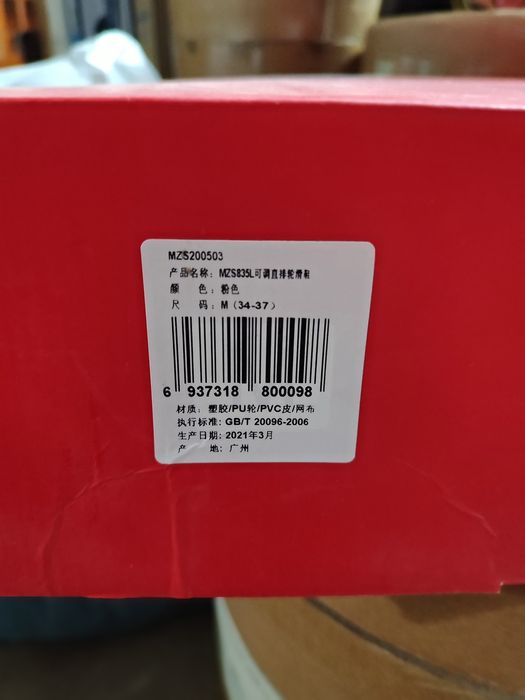 MZS200503
产品名称: MZS835L可调直排轮滑鞋
颜 色: 粉色
尺 码: M（34-37）
6 937318 800098
材质: 塑胶/PU轮/PVC皮/网布
执行标准: GB/T 20096-2006
生产日期: 2021年3月
产 地: 广州